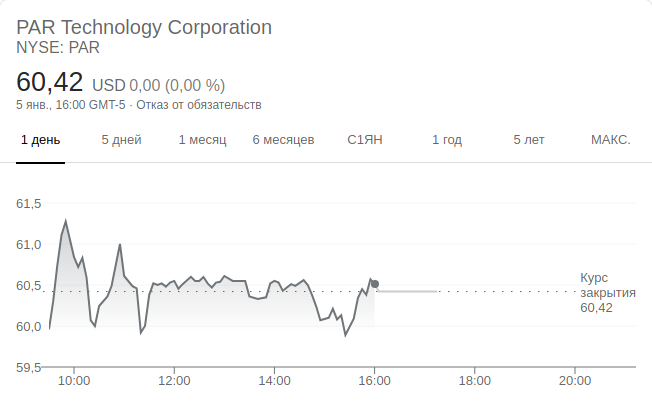 PAR Technology Corporation
NYSE: PAR
60,42 USD 0,00 (0,00 %)
5 янв., 16:00 GMT-5 · Отказ от обязательств
1 день 5 дней 1 месяц 6 месяцев С1ЯН 1 год 5 лет МАКС.
61,5
61,0
60,5
60,0
59,5
Курс
закрытия
60,42
10:00 12:00 14:00 16:00 18:00 20:00